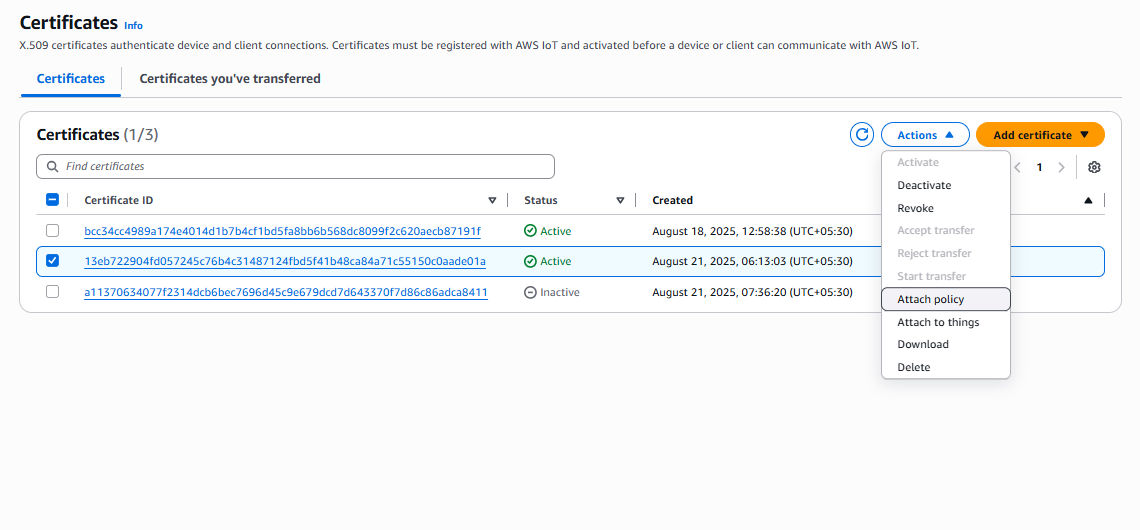 Certificates Info
X.509 certificates authenticate device and client connections. Certificates must be registered with AWS IoT and activated before a device or client can communicate with AWS IoT.
Certificates Certificates you've transferred
Certificates (1/3) Actions Add certificate
Find certificates
1
Certificate ID Status Created
bcc34cc4989a174e4014d1b7b4cf1bd5fa8bb6b568dc8099f2c620aecb87191f Active August 18, 2025, 12:58:38 (UTC+05:30)
13eb722904fd057245c76b4c31487124fbd5f41b48ca84a71c55150c0aade01a Active August 21, 2025, 06:13:03 (UTC+05:30)
a11370634077f2314dcb6bec7696d45c9e679dcd7d643370f7d86c86adca8411 Inactive August 21, 2025, 07:36:20 (UTC+05:30)
Activate
Deactivate
Revoke
Accept transfer
Reject transfer
Start transfer
Attach policy
Attach to things
Download
Delete